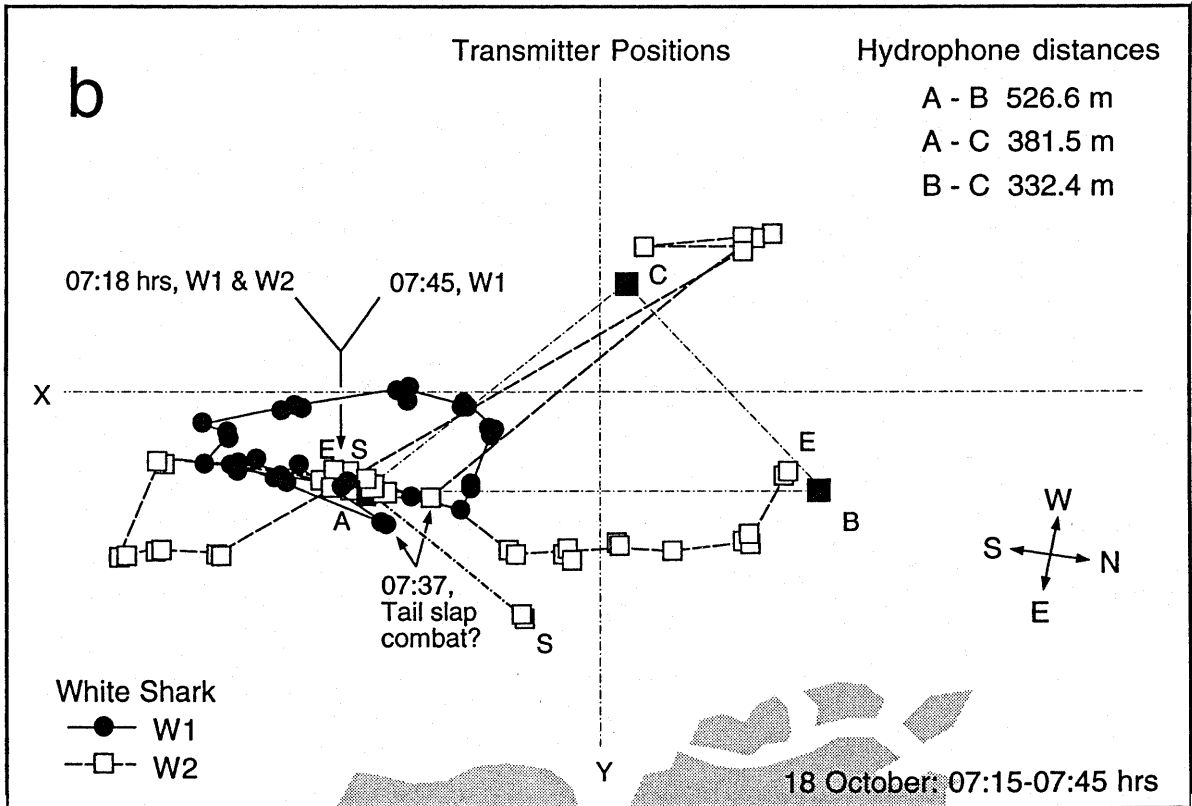 b
Transmitter Positions
Hydrophone distances
A - B 526.6 m
A - C 381.5 m
B - C 332.4 m
07:18 hrs, W1 & W2
07:45, W1
C
X
E S
E
A
B
W
S N
E
07:37,
Tail slap
combat?
S
White Shark
W1
W2
Y
18 October: 07:15-07:45 hrs